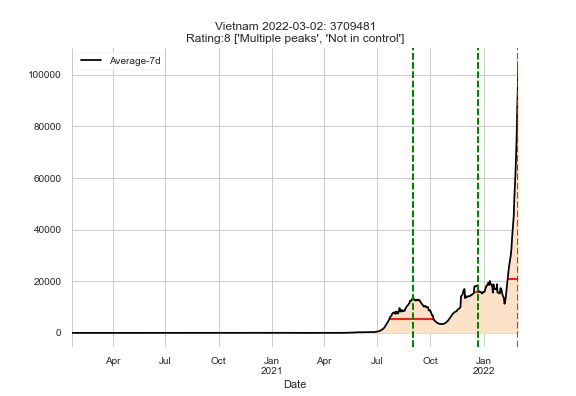 Vietnam 2022-03-02: 3709481
Rating:8 ['Multiple peaks', 'Not in control']
Average-7d
100000
80000
60000
40000
20000
0
Apr Jul Oct Jan Apr Jul Oct Jan
2021 2022
Date